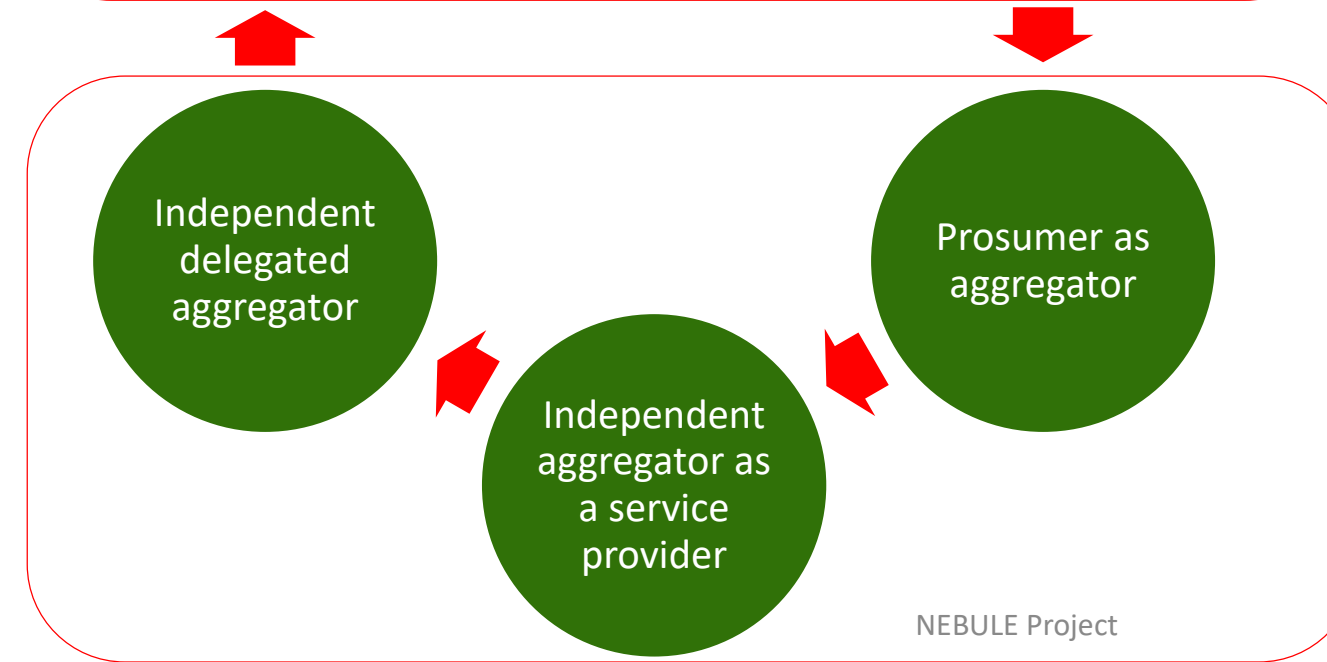 Independent
delegated
aggregator
Prosumer as
aggregator
Independent
aggregator as
a service
provider
NEBULE Project